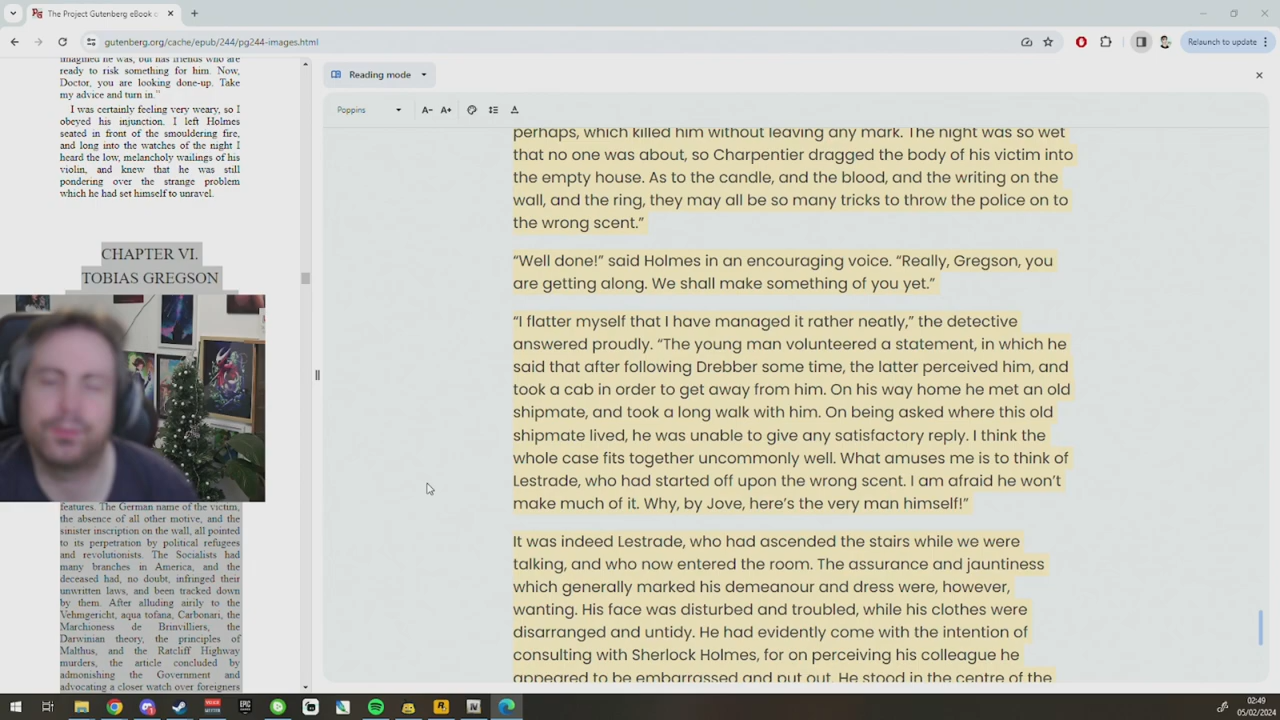 The Project Gutenberg eBook o
gutenberg.org/cache/epub/244/pg244-images.html
Relaunch to update
imagined he was, but has friends who are
ready to risk something for him. Now,
Doctor, you are looking done-up. Take
my advice and turn in.”
I was certainly feeling very weary, so I
obeyed his injunction. I left Holmes
seated in front of the smouldering fire,
and long into the watches of the night I
heard the low, melancholy wailings of his
violin, and knew that he was still
pondering over the strange problem
which he had set himself to unravel.
CHAPTER VI.
TOBIAS GREGSON
features. The German name of the victim,
the absence of all other motive, and the
sinister inscription on the wall, all pointed
to its perpetration by political refugees
and revolutionists. The Socialists had
many branches in America, and the
deceased had, no doubt, infringed their
unwritten laws, and been tracked down
by them. After alluding airily to the
Vehmgericht, aqua tofana, Carbonari, the
Marchioness de Brinvilliers, the
Darwinian theory, the principles of
Malthus, and the Ratcliff Highway
murders, the article concluded by
admonishing the Government and
advocating a closer watch over foreigners
Reading mode
Poppins
A- A+
perhaps, which killed him without leaving any mark. The night was so wet
that no one was about, so Charpentier dragged the body of his victim into
the empty house. As to the candle, and the blood, and the writing on the
wall, and the ring, they may all be so many tricks to throw the police on to
the wrong scent.”
“Well done!” said Holmes in an encouraging voice. “Really, Gregson, you
are getting along. We shall make something of you yet.”
“I flatter myself that I have managed it rather neatly,” the detective
answered proudly. “The young man volunteered a statement, in which he
said that after following Drebber some time, the latter perceived him, and
took a cab in order to get away from him. On his way home he met an old
shipmate, and took a long walk with him. On being asked where this old
shipmate lived, he was unable to give any satisfactory reply. I think the
whole case fits together uncommonly well. What amuses me is to think of
Lestrade, who had started off upon the wrong scent. I am afraid he won’t
make much of it. Why, by Jove, here’s the very man himself!”
It was indeed Lestrade, who had ascended the stairs while we were
talking, and who now entered the room. The assurance and jauntiness
which generally marked his demeanour and dress were, however,
wanting. His face was disturbed and troubled, while his clothes were
disarranged and untidy. He had evidently come with the intention of
consulting with Sherlock Holmes, for on perceiving his colleague he
appeared to be embarrassed and put out. He stood in the centre of the
02:49
05/02/2024